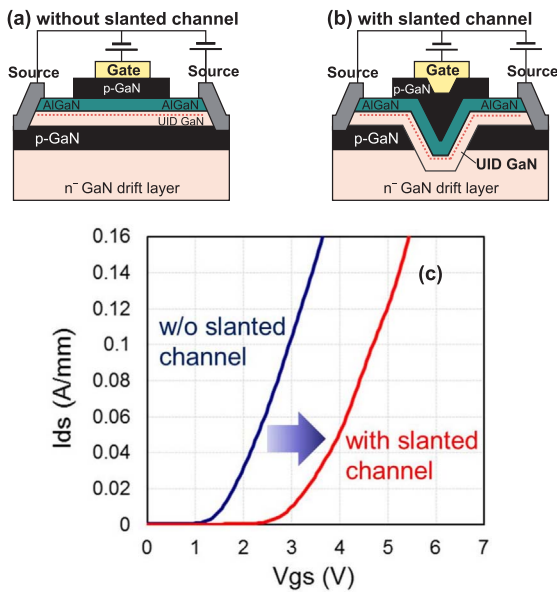 (a) without slanted channel
Source
Gate
Source
p-GaN
AlGaN
AlGaN
UID GaN
p-GaN
n⁻ GaN drift layer
(b) with slanted channel
Source
Gate
Source
p-GaN
AlGaN
AlGaN
p-GaN
UID GaN
n⁻ GaN drift layer
(c)
0.16
0.14
0.12
0.1
0.08
0.06
0.04
0.02
0
Ids (A/mm)
w/o slanted
channel
with slanted
channel
0 1 2 3 4 5 6 7
Vgs (V)